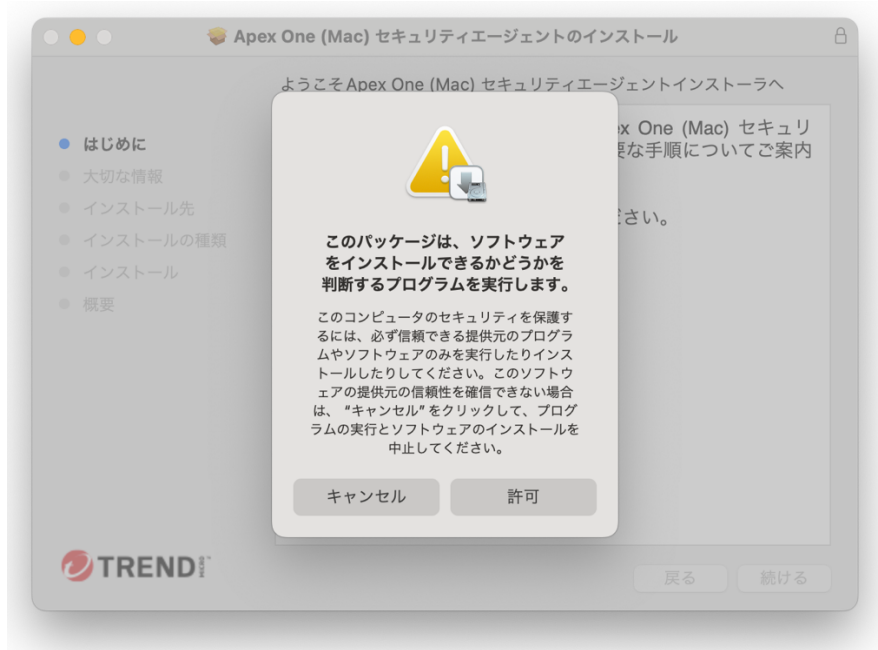 Apex One (Mac) セキュリティエージェントのインストール
ようこそApex One (Mac) セキュリティエージェントインストーラへ
はじめに
大切な情報
インストール先
インストールの種類
インストール
概要
ex One (Mac) セキュリ
要な手順についてご案内
ださい。
このパッケージは、ソフトウェア
をインストールできるかどうかを
判断するプログラムを実行します。
このコンピュータのセキュリティを保護す
るには、必ず信頼できる提供元のプログラ
ムやソフトウェアのみを実行したりインス
トールしたりしてください。このソフトウ
ェアの提供元の信頼性を確信できない場合
は、“キャンセル”をクリックして、プログ
ラムの実行とソフトウェアのインストールを
中止してください。
キャンセル
許可
TREND MICRO
戻る
続ける